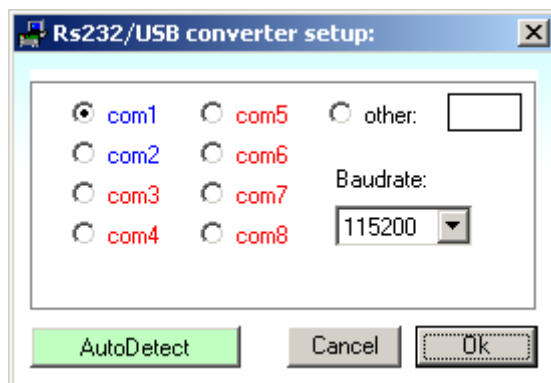 Rs232/USB converter setup:
com1 com5 other:
com2 com6
Baudrate:
com3 com7
115200
com4 com8
AutoDetect Cancel Ok